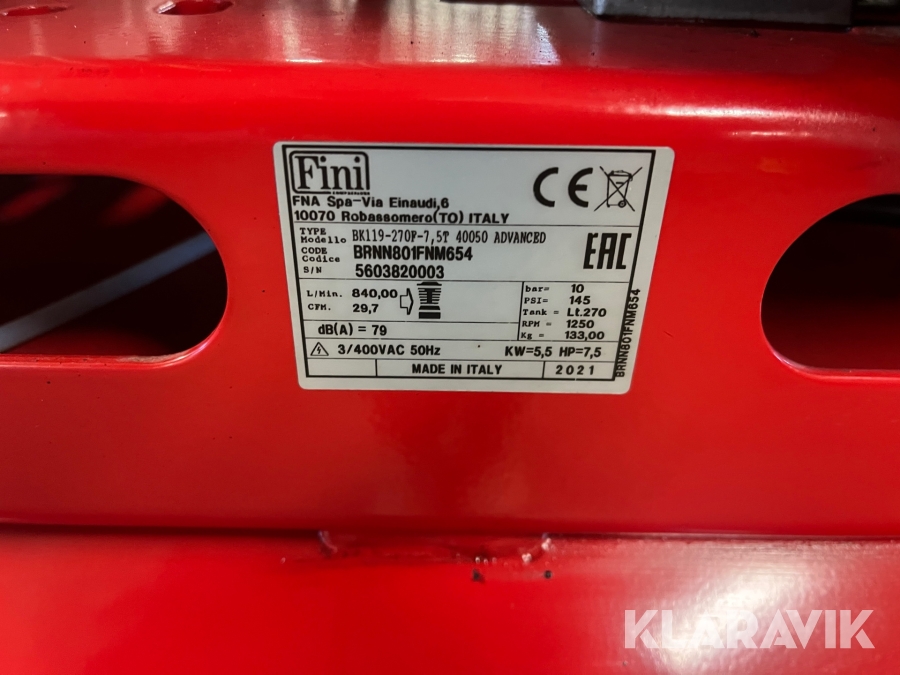 Fini
FNA Spa-Via Einaudi,6
10070 Robassomero(TO) ITALY
CE
TYPE
Modello BK119-270F-7,5T 40050 ADVANCED
CODE
Codice BRNN801FNM654
S/N 5603820003
EAC
L/Min. 840,00
CFM. 29,7
bar= 10
PSI= 145
Tank = Lt.270
RPM = 1250
Kg = 133,00
dB(A) = 79
3/400VAC 50Hz KW=5,5 HP=7,5
MADE IN ITALY 2021
BRNN801FNM654
KLARAVIK